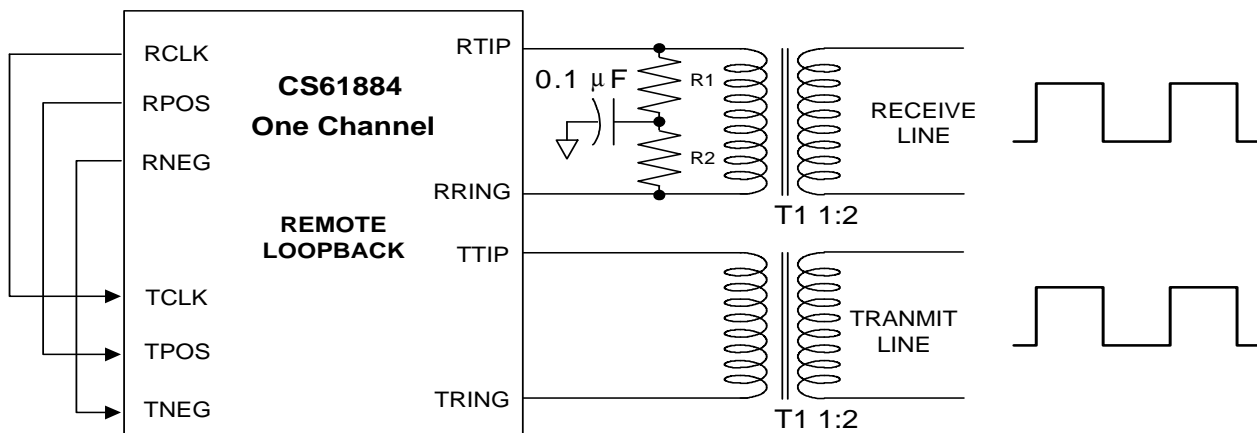 RCLK
RPOS
RNEG
TCLK
TPOS
TNEG
CS61884
One Channel
REMOTE
LOOPBACK
RTIP
RRING
TTIP
TRING
0.1 μF
R1
R2
RECEIVE
LINE
T1 1:2
TRANMIT
LINE
T1 1:2